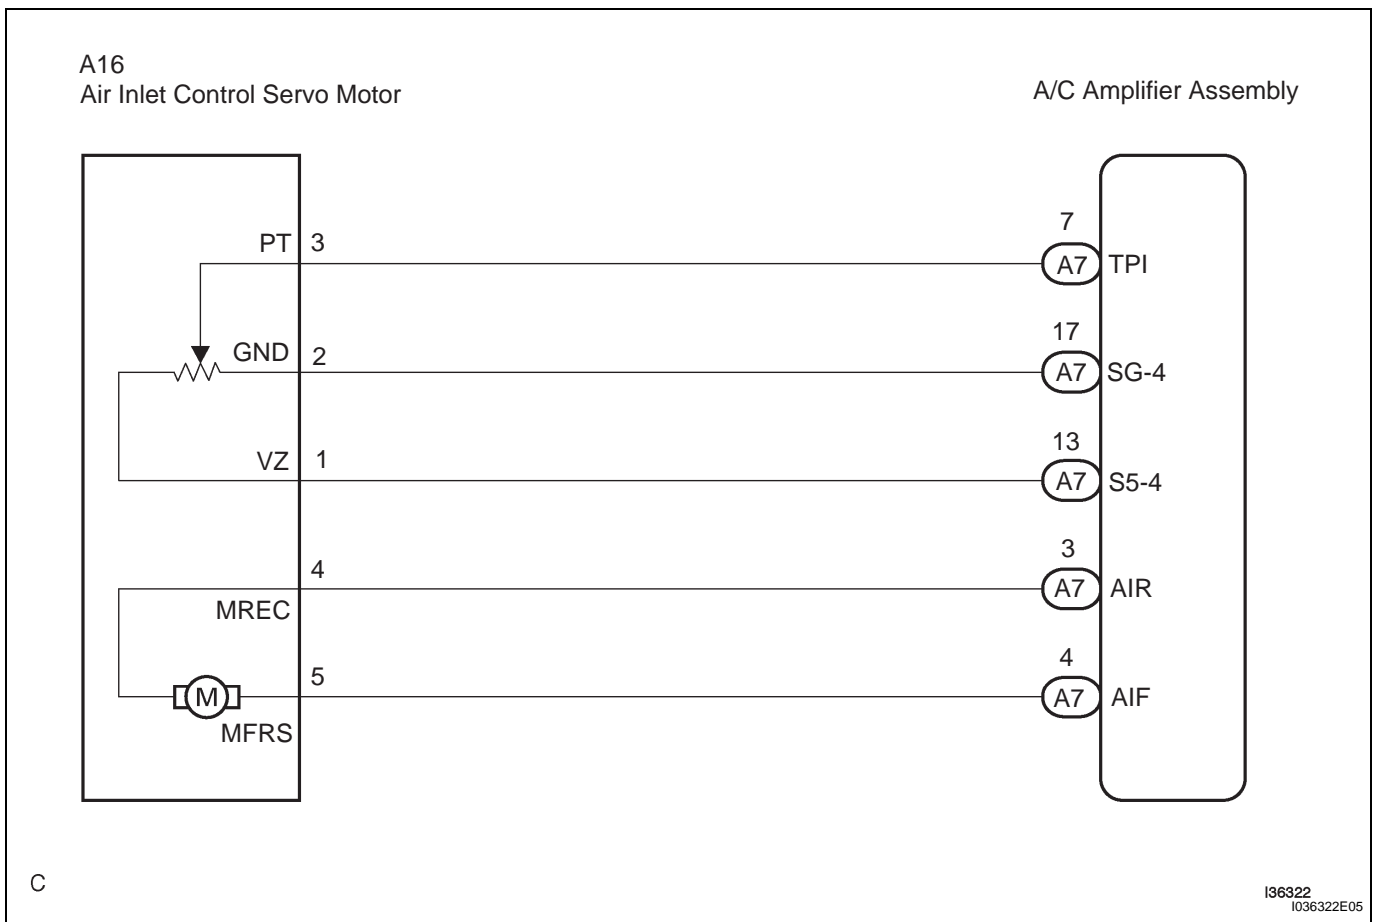 A16
Air Inlet Control Servo Motor
A/C Amplifier Assembly
PT 3
7
A7 TPI
GND 2
17
A7 SG-4
VZ 1
13
A7 S5-4
4
MREC
3
A7 AIR
M
5
MFRS
4
A7 AIF
C
I36322
I036322E05